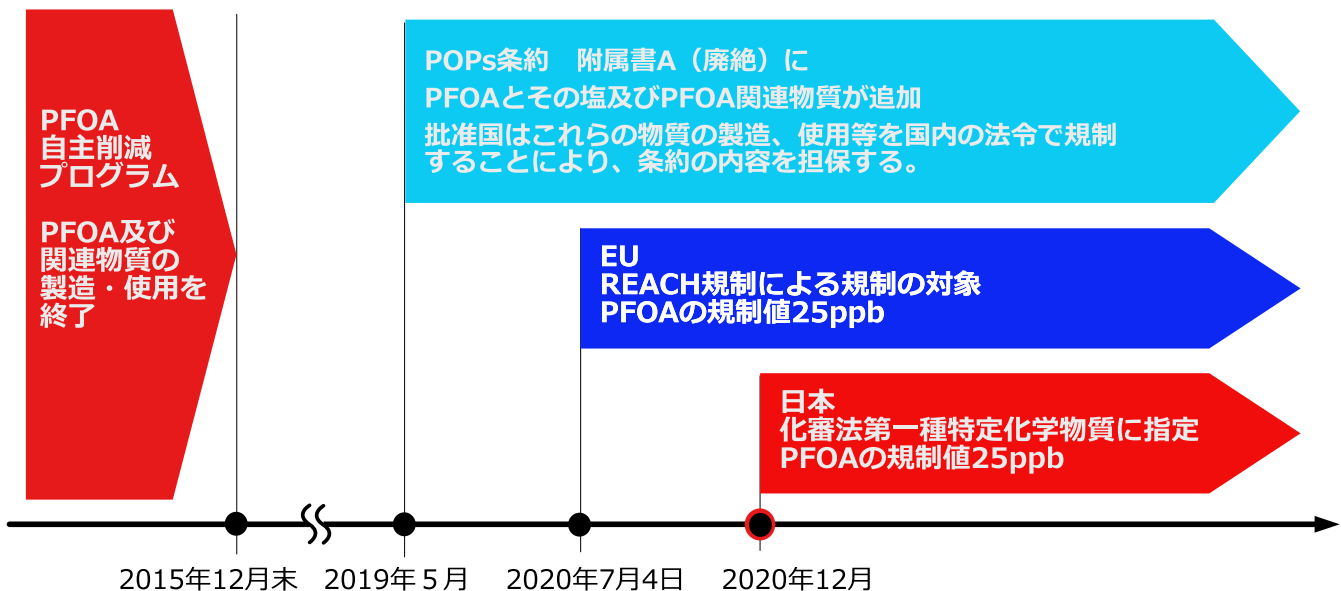 PFOA
自主削減
プログラム
PFOA及び
関連物質の
製造・使用を
終了
POPs条約　附属書A（廃絶）に
PFOAとその塩及びPFOA関連物質が追加
批准国はこれらの物質の製造、使用等を国内の法令で規制
することにより、条約の内容を担保する。
EU
REACH規制による規制の対象
PFOAの規制値25ppb
日本
化審法第一種特定化学物質に指定
PFOAの規制値25ppb
2015年12月末
2019年５月
2020年7月4日
2020年12月